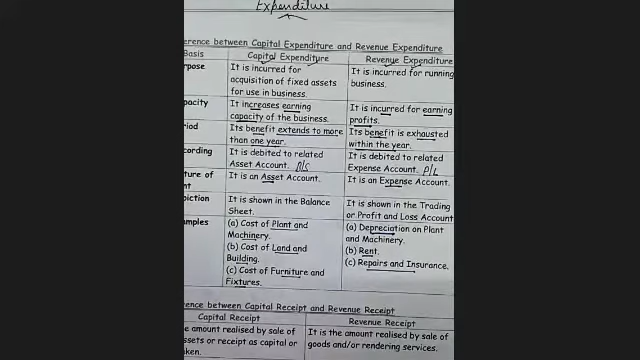 Expenditure
erence between Capital Expenditure and Revenue Expenditure
Basis Capital Expenditure Revenue Expenditure
rpose It is incurred for It is incurred for running
acquisition of fixed assets business.
for use in business.
apacity It increases earning It is incurred for earning
capacity of the business. profits.
riod Its benefit extends to more Its benefit is exhausted
than one year. within the year.
cording It is debited to related It is debited to related
Asset Account. B/S Expense Account. P/L
ture of It is an Asset Account. It is an Expense Account.
piction It is shown in the Balance It is shown in the Trading
Sheet. or Profit and Loss Account
amples (a) Cost of Plant and (a) Depreciation on Plant
Machinery. and Machinery.
(b) Cost of Land and (b) Rent.
Building. (c) Repairs and Insurance.
(c) Cost of Furniture and
Fixtures.
erence between Capital Receipt and Revenue Receipt
Capital Receipt Revenue Receipt
he amount realised by sale of It is the amount realised by sale of
ssets or receipt as capital or goods and/or rendering services.
aken.